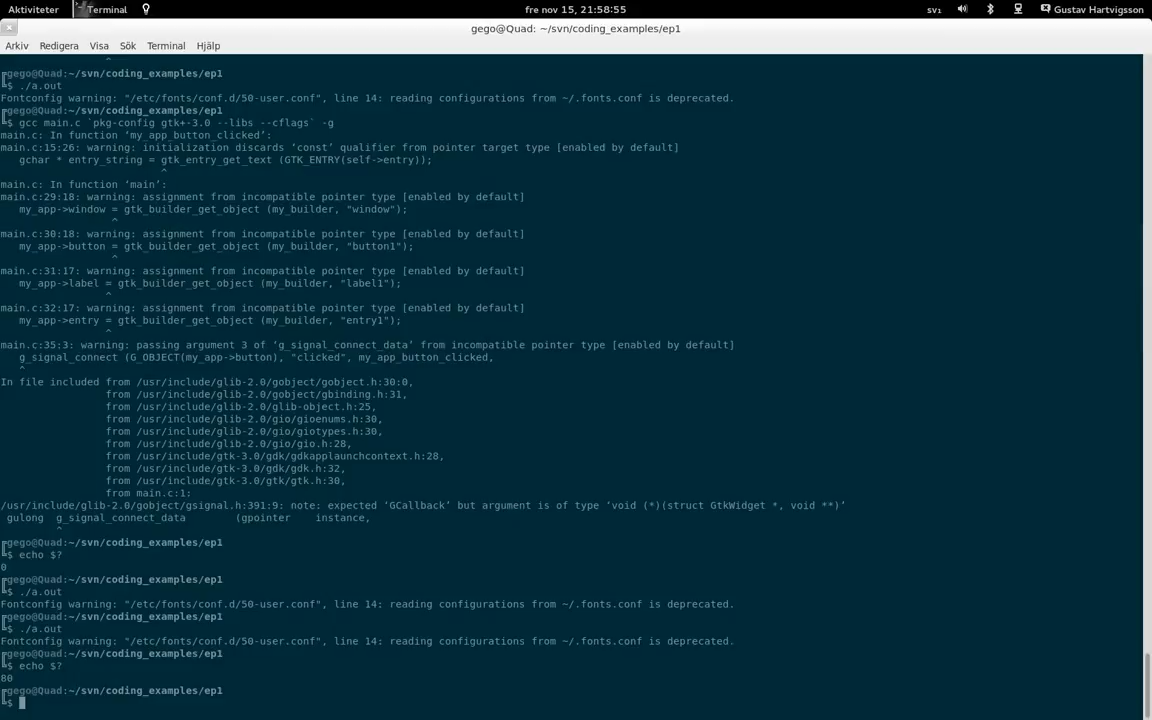 Aktiviteter Terminal fre nov 15, 21:58:55 sv₁ Gustav Hartvigsson
gego@Quad: ~/svn/coding_examples/ep1
Arkiv Redigera Visa Sök Terminal Hjälp
^
gego@Quad:~/svn/coding_examples/ep1
$ ./a.out
Fontconfig warning: "/etc/fonts/conf.d/50-user.conf", line 14: reading configurations from ~/.fonts.conf is deprecated.
gego@Quad:~/svn/coding_examples/ep1
$ gcc main.c `pkg-config gtk+-3.0 --libs --cflags` -g
main.c: In function ‘my_app_button_clicked’:
main.c:15:26: warning: initialization discards ‘const’ qualifier from pointer target type [enabled by default]
gchar * entry_string = gtk_entry_get_text (GTK_ENTRY(self->entry));
^
main.c: In function ‘main’:
main.c:29:18: warning: assignment from incompatible pointer type [enabled by default]
my_app->window = gtk_builder_get_object (my_builder, "window");
^
main.c:30:18: warning: assignment from incompatible pointer type [enabled by default]
my_app->button = gtk_builder_get_object (my_builder, "button1");
^
main.c:31:17: warning: assignment from incompatible pointer type [enabled by default]
my_app->label = gtk_builder_get_object (my_builder, "label1");
^
main.c:32:17: warning: assignment from incompatible pointer type [enabled by default]
my_app->entry = gtk_builder_get_object (my_builder, "entry1");
^
main.c:35:3: warning: passing argument 3 of ‘g_signal_connect_data’ from incompatible pointer type [enabled by default]
g_signal_connect (G_OBJECT(my_app->button), "clicked", my_app_button_clicked,
^
In file included from /usr/include/glib-2.0/gobject/gobject.h:30:0,
from /usr/include/glib-2.0/gobject/gbinding.h:31,
from /usr/include/glib-2.0/glib-object.h:25,
from /usr/include/glib-2.0/gio/gioenums.h:30,
from /usr/include/glib-2.0/gio/giotypes.h:30,
from /usr/include/glib-2.0/gio/gio.h:28,
from /usr/include/gtk-3.0/gdk/gdkapplaunchcontext.h:28,
from /usr/include/gtk-3.0/gdk/gdk.h:32,
from /usr/include/gtk-3.0/gtk/gtk.h:30,
from main.c:1:
/usr/include/glib-2.0/gobject/gsignal.h:391:9: note: expected ‘GCallback’ but argument is of type ‘void (*)(struct GtkWidget *, void **)’
gulong g_signal_connect_data (gpointer instance,
^
gego@Quad:~/svn/coding_examples/ep1
$ echo $?
0
gego@Quad:~/svn/coding_examples/ep1
$ ./a.out
Fontconfig warning: "/etc/fonts/conf.d/50-user.conf", line 14: reading configurations from ~/.fonts.conf is deprecated.
gego@Quad:~/svn/coding_examples/ep1
$ ./a.out
Fontconfig warning: "/etc/fonts/conf.d/50-user.conf", line 14: reading configurations from ~/.fonts.conf is deprecated.
gego@Quad:~/svn/coding_examples/ep1
$ echo $?
80
gego@Quad:~/svn/coding_examples/ep1
$